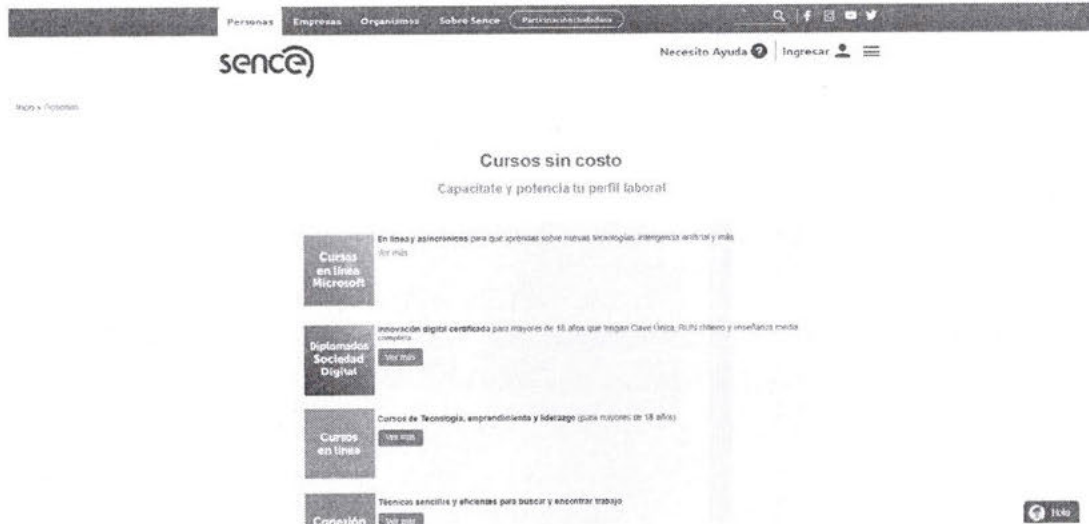 Personas Empresas Organismos Sobre Sence Participación ciudadana
sence
Necesito Ayuda Ingresar
Inicio » Personas
Cursos sin costo
Capacítate y potencia tu perfil laboral
Cursos en línea Microsoft
En línea y asincrónicos para que aprendas sobre nuevas tecnologías, inteligencia artificial y más
Ver más
Diplomados Sociedad Digital
Innovación digital certificada para mayores de 18 años que tengan Clave Única, RUN chileno y enseñanza media
completa
Ver más
Cursos en línea
Cursos de Tecnología, emprendimiento y liderazgo (para mayores de 18 años)
Ver más
Conexión
Técnicas sencillas y eficientes para buscar y encontrar trabajo
Ver más
Hola